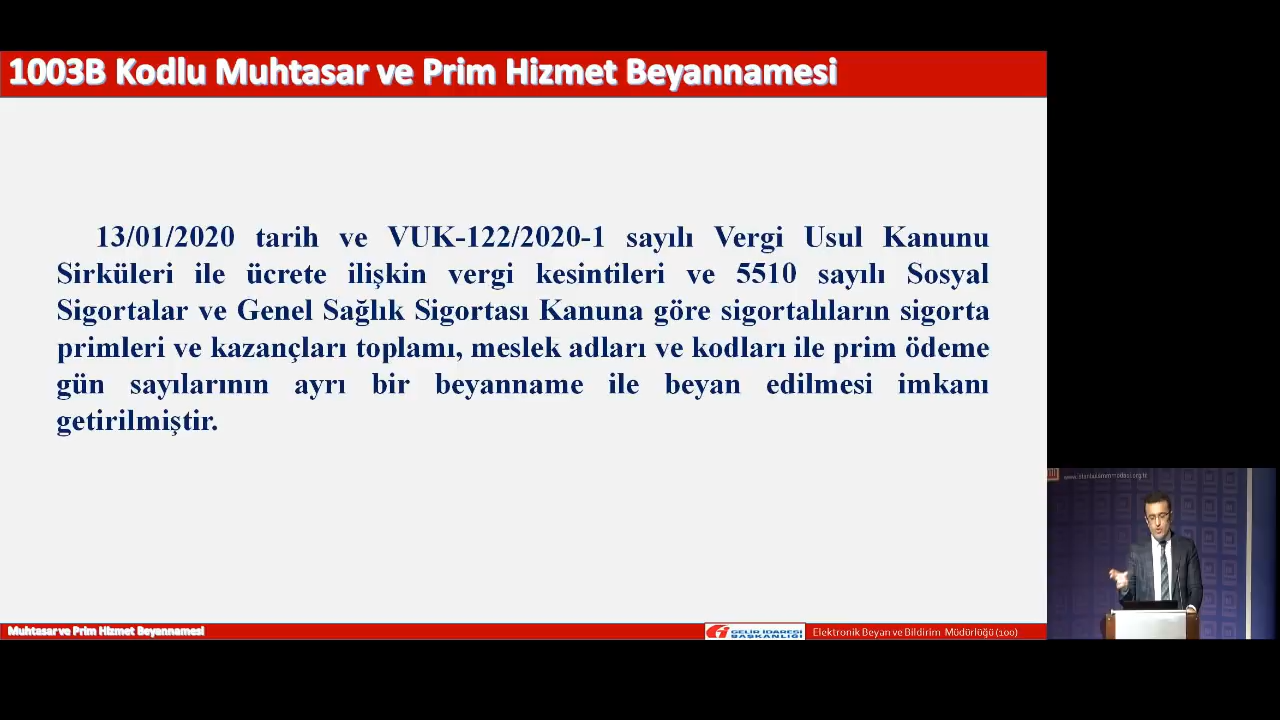 1003B Kodlu Muhtasar ve Prim Hizmet Beyannamesi
13/01/2020 tarih ve VUK-122/2020-1 sayılı Vergi Usul Kanunu
Sirküleri ile ücrete ilişkin vergi kesintileri ve 5510 sayılı Sosyal
Sigortalar ve Genel Sağlık Sigortası Kanuna göre sigortalıların sigorta
primleri ve kazançları toplamı, meslek adları ve kodları ile prim ödeme
gün sayılarının ayrı bir beyanname ile beyan edilmesi imkanı
getirilmiştir.
Muhtasar ve Prim Hizmet Beyannamesi
GELİR İDARESİ
BAŞKANLIĞI
Elektronik Beyan ve Bildirim Müdürlüğü (100)